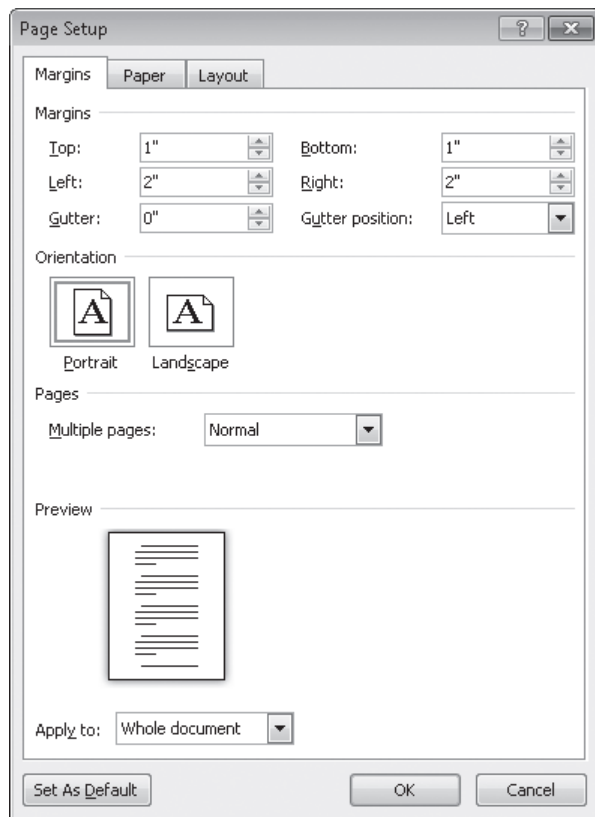 Page Setup
Margins Paper Layout
Margins
Top: 1" Bottom: 1"
Left: 2" Right: 2"
Gutter: 0" Gutter position: Left
Orientation
A A
Portrait Landscape
Pages
Multiple pages: Normal
Preview
Apply to: Whole document
Set As Default OK Cancel